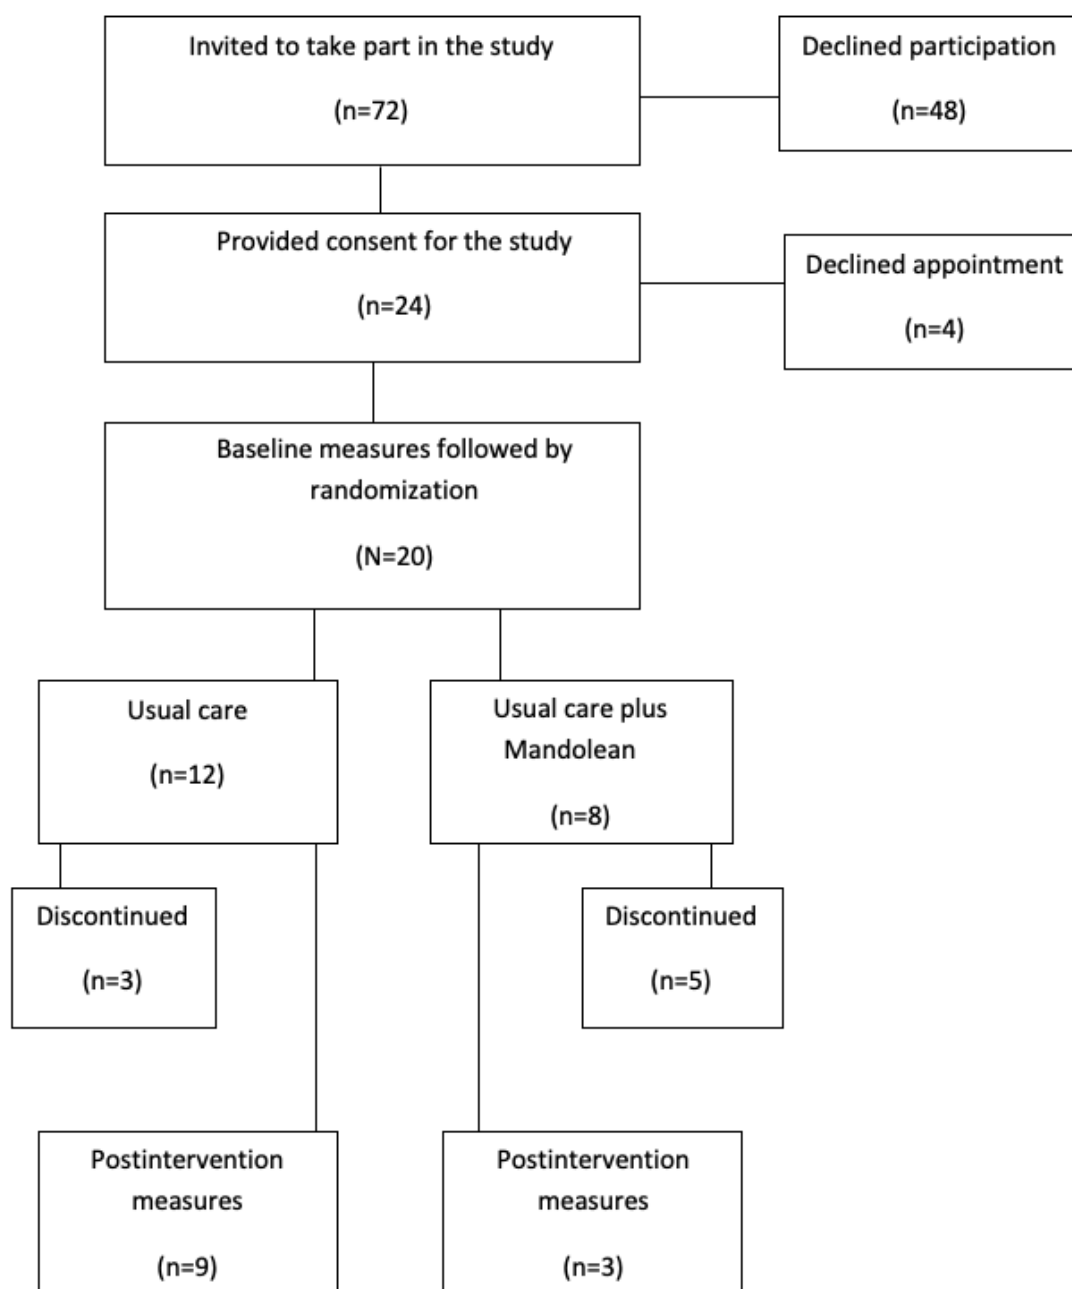 Invited to take part in the study
(n=72)
Declined participation
(n=48)
Provided consent for the study
(n=24)
Declined appointment
(n=4)
Baseline measures followed by
randomization
(N=20)
Usual care
(n=12)
Usual care plus
Mandolean
(n=8)
Discontinued
(n=3)
Discontinued
(n=5)
Postintervention
measures
(n=9)
Postintervention
measures
(n=3)